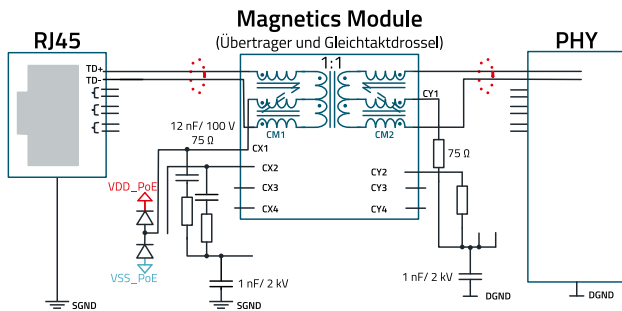 Magnetics Module
(Übertrager und Gleichtaktdrossel)
RJ45
PHY
1:1
TD+
TD-
CM1
CM2
CY1
12 nF/ 100 V
75 Ω
CX1
75 Ω
CX2
CY2
CX3
CY3
CX4
CY4
VDD_PoE
VSS_PoE
1 nF/ 2 kV
1 nF/ 2 kV
SGND
SGND
DGND
DGND